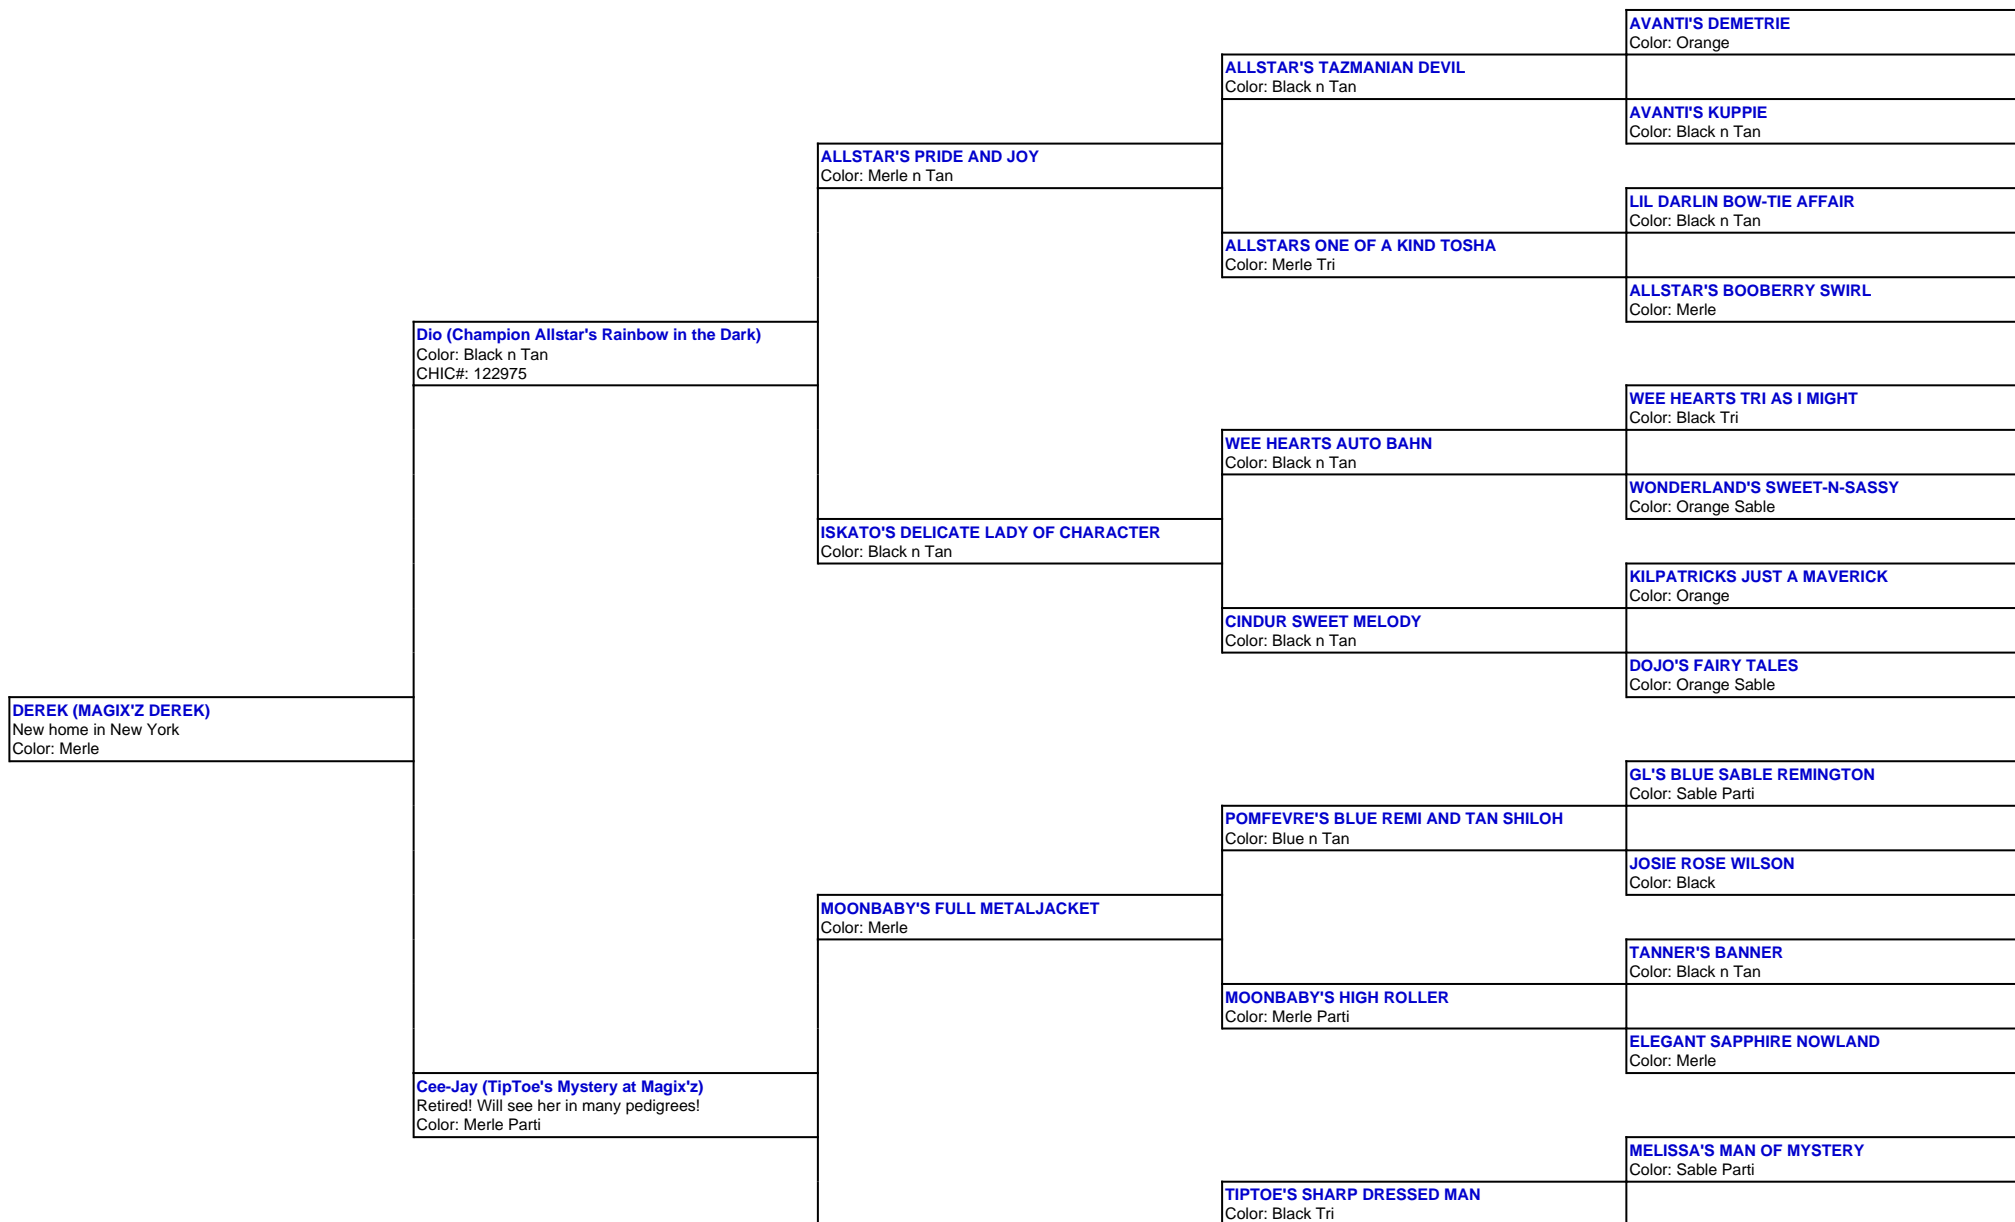 AVANTI'S DEMETRIE
Color: Orange
ALLSTAR'S TAZMANIAN DEVIL
Color: Black n Tan
AVANTI'S KUPPIE
Color: Black n Tan
ALLSTAR'S PRIDE AND JOY
Color: Merle n Tan
LIL DARLIN BOW-TIE AFFAIR
Color: Black n Tan
ALLSTARS ONE OF A KIND TOSHA
Color: Merle Tri
ALLSTAR'S BOOBERRY SWIRL
Color: Merle
Dio (Champion Allstar's Rainbow in the Dark)
Color: Black n Tan
CHIC#: 122975
WEE HEARTS TRI AS I MIGHT
Color: Black Tri
WEE HEARTS AUTO BAHN
Color: Black n Tan
WONDERLAND'S SWEET-N-SASSY
Color: Orange Sable
ISKATO'S DELICATE LADY OF CHARACTER
Color: Black n Tan
KILPATRICKS JUST A MAVERICK
Color: Orange
CINDUR SWEET MELODY
Color: Black n Tan
DOJO'S FAIRY TALES
Color: Orange Sable
DEREK (MAGIX'Z DEREK)
New home in New York
Color: Merle
GL'S BLUE SABLE REMINGTON
Color: Sable Parti
POMFEVRE'S BLUE REMI AND TAN SHILOH
Color: Blue n Tan
JOSIE ROSE WILSON
Color: Black
MOONBABY'S FULL METALJACKET
Color: Merle
TANNER'S BANNER
Color: Black n Tan
MOONBABY'S HIGH ROLLER
Color: Merle Parti
ELEGANT SAPPHIRE NOWLAND
Color: Merle
Cee-Jay (TipToe's Mystery at Magix'z)
Retired! Will see her in many pedigrees!
Color: Merle Parti
MELISSA'S MAN OF MYSTERY
Color: Sable Parti
TIPTOE'S SHARP DRESSED MAN
Color: Black Tri